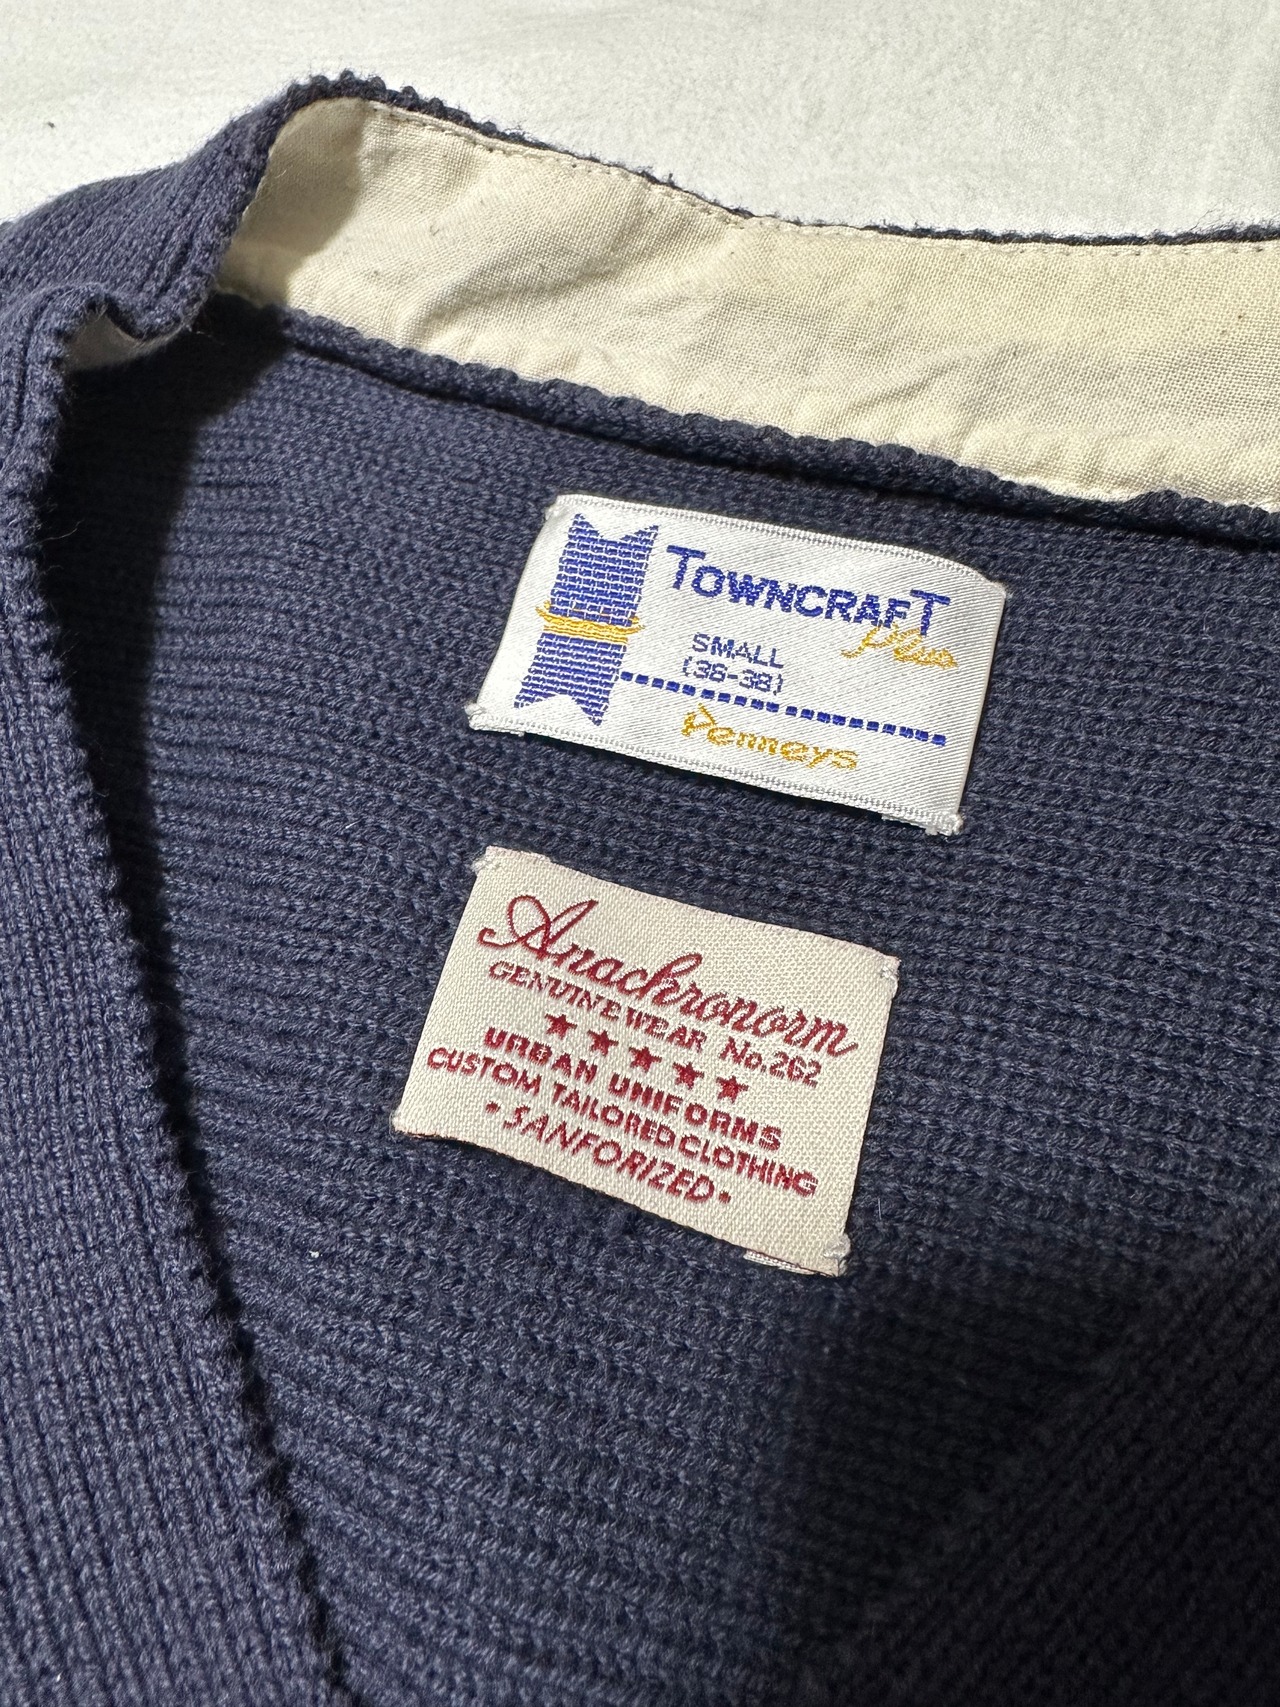 TOWNCRAFT
Plus
SMALL
(36-38)
Penneys
Anachronorm
GENUINE WEAR No.262
★★★★★
URBAN UNIFORMS
CUSTOM TAILORED CLOTHING
•SANFORIZED•